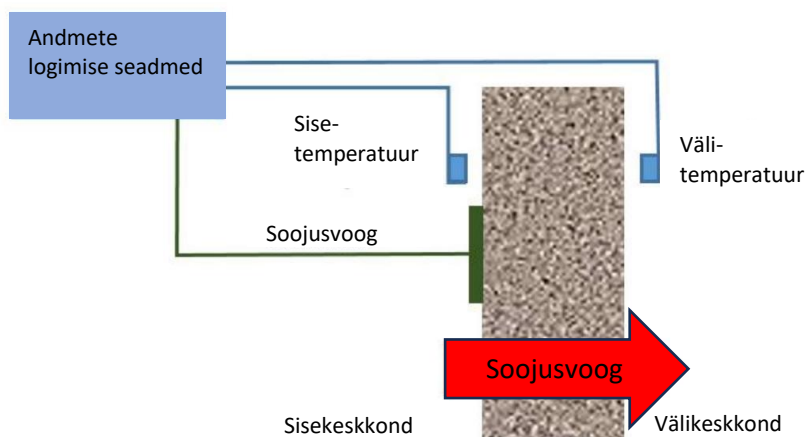 Andmete
logimise seadmed
Sise-
temperatuur
Väli-
temperatuur
Soojusvoog
Soojusvoog
Sisekeskkond
Välikeskkond